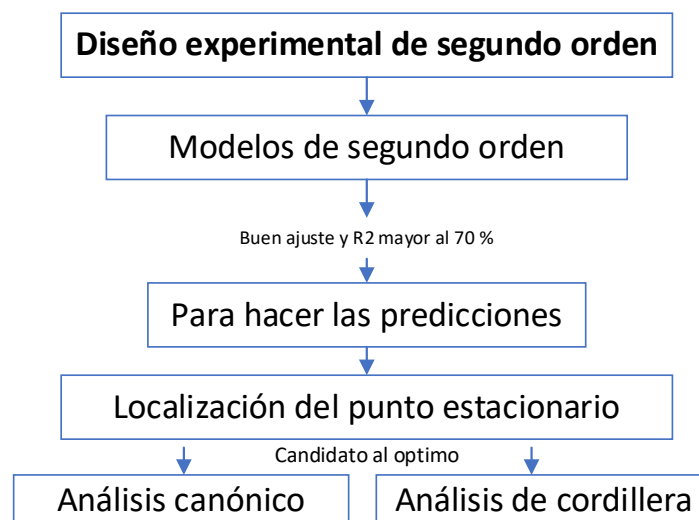 Diseño experimental de segundo orden
Modelos de segundo orden
Buen ajuste y R2 mayor al 70 %
Para hacer las predicciones
Localización del punto estacionario
Candidato al optimo
Análisis canónico
Análisis de cordillera